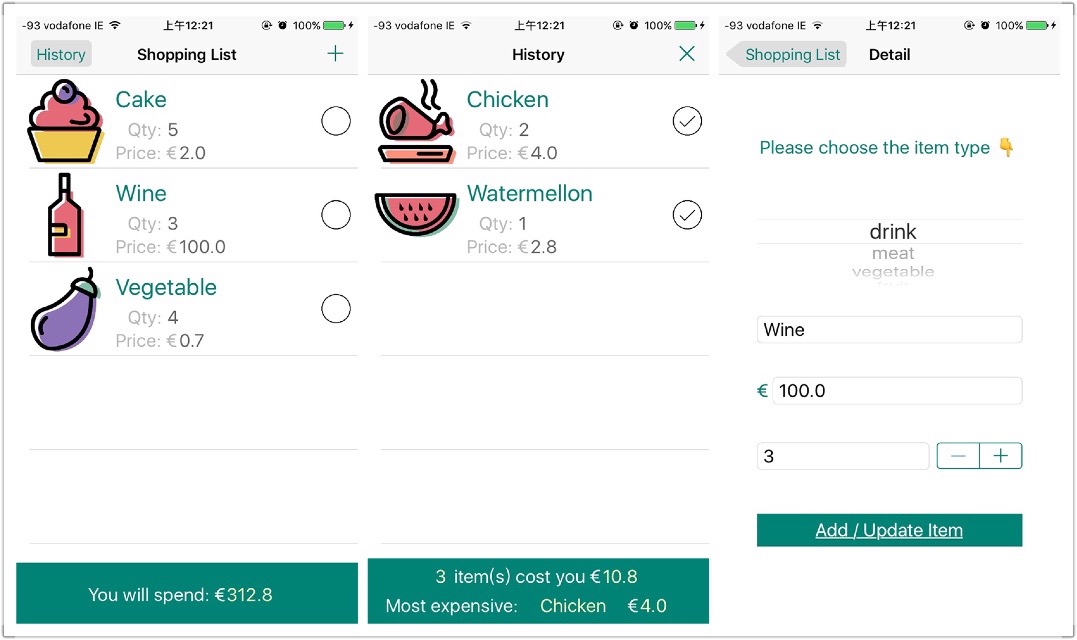 -93 vodafone IE 上午12:21 100%
History Shopping List +
Cake
Qty: 5
Price: €2.0
Wine
Qty: 3
Price: €100.0
Vegetable
Qty: 4
Price: €0.7
You will spend: €312.8
-93 vodafone IE 上午12:21 100%
History
Chicken
Qty: 2
Price: €4.0
Watermellon
Qty: 1
Price: €2.8
3 item(s) cost you €10.8
Most expensive: Chicken €4.0
-93 vodafone IE 上午12:21 100%
Shopping List Detail
Please choose the item type 👇
drink
meat
vegetable
fruit
Wine
€ 100.0
3 − +
Add / Update Item